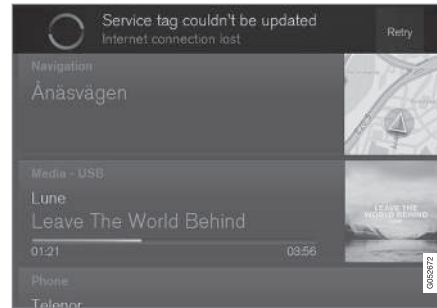 Service tag couldn't be updated
Internet connection lost
Retry
Navigation
Ånäsvägen
Media - USB
Lune
Leave The World Behind
01:21
03:56
LEAVE THE
WORLD BEHIND
Phone
Telenor
G052672